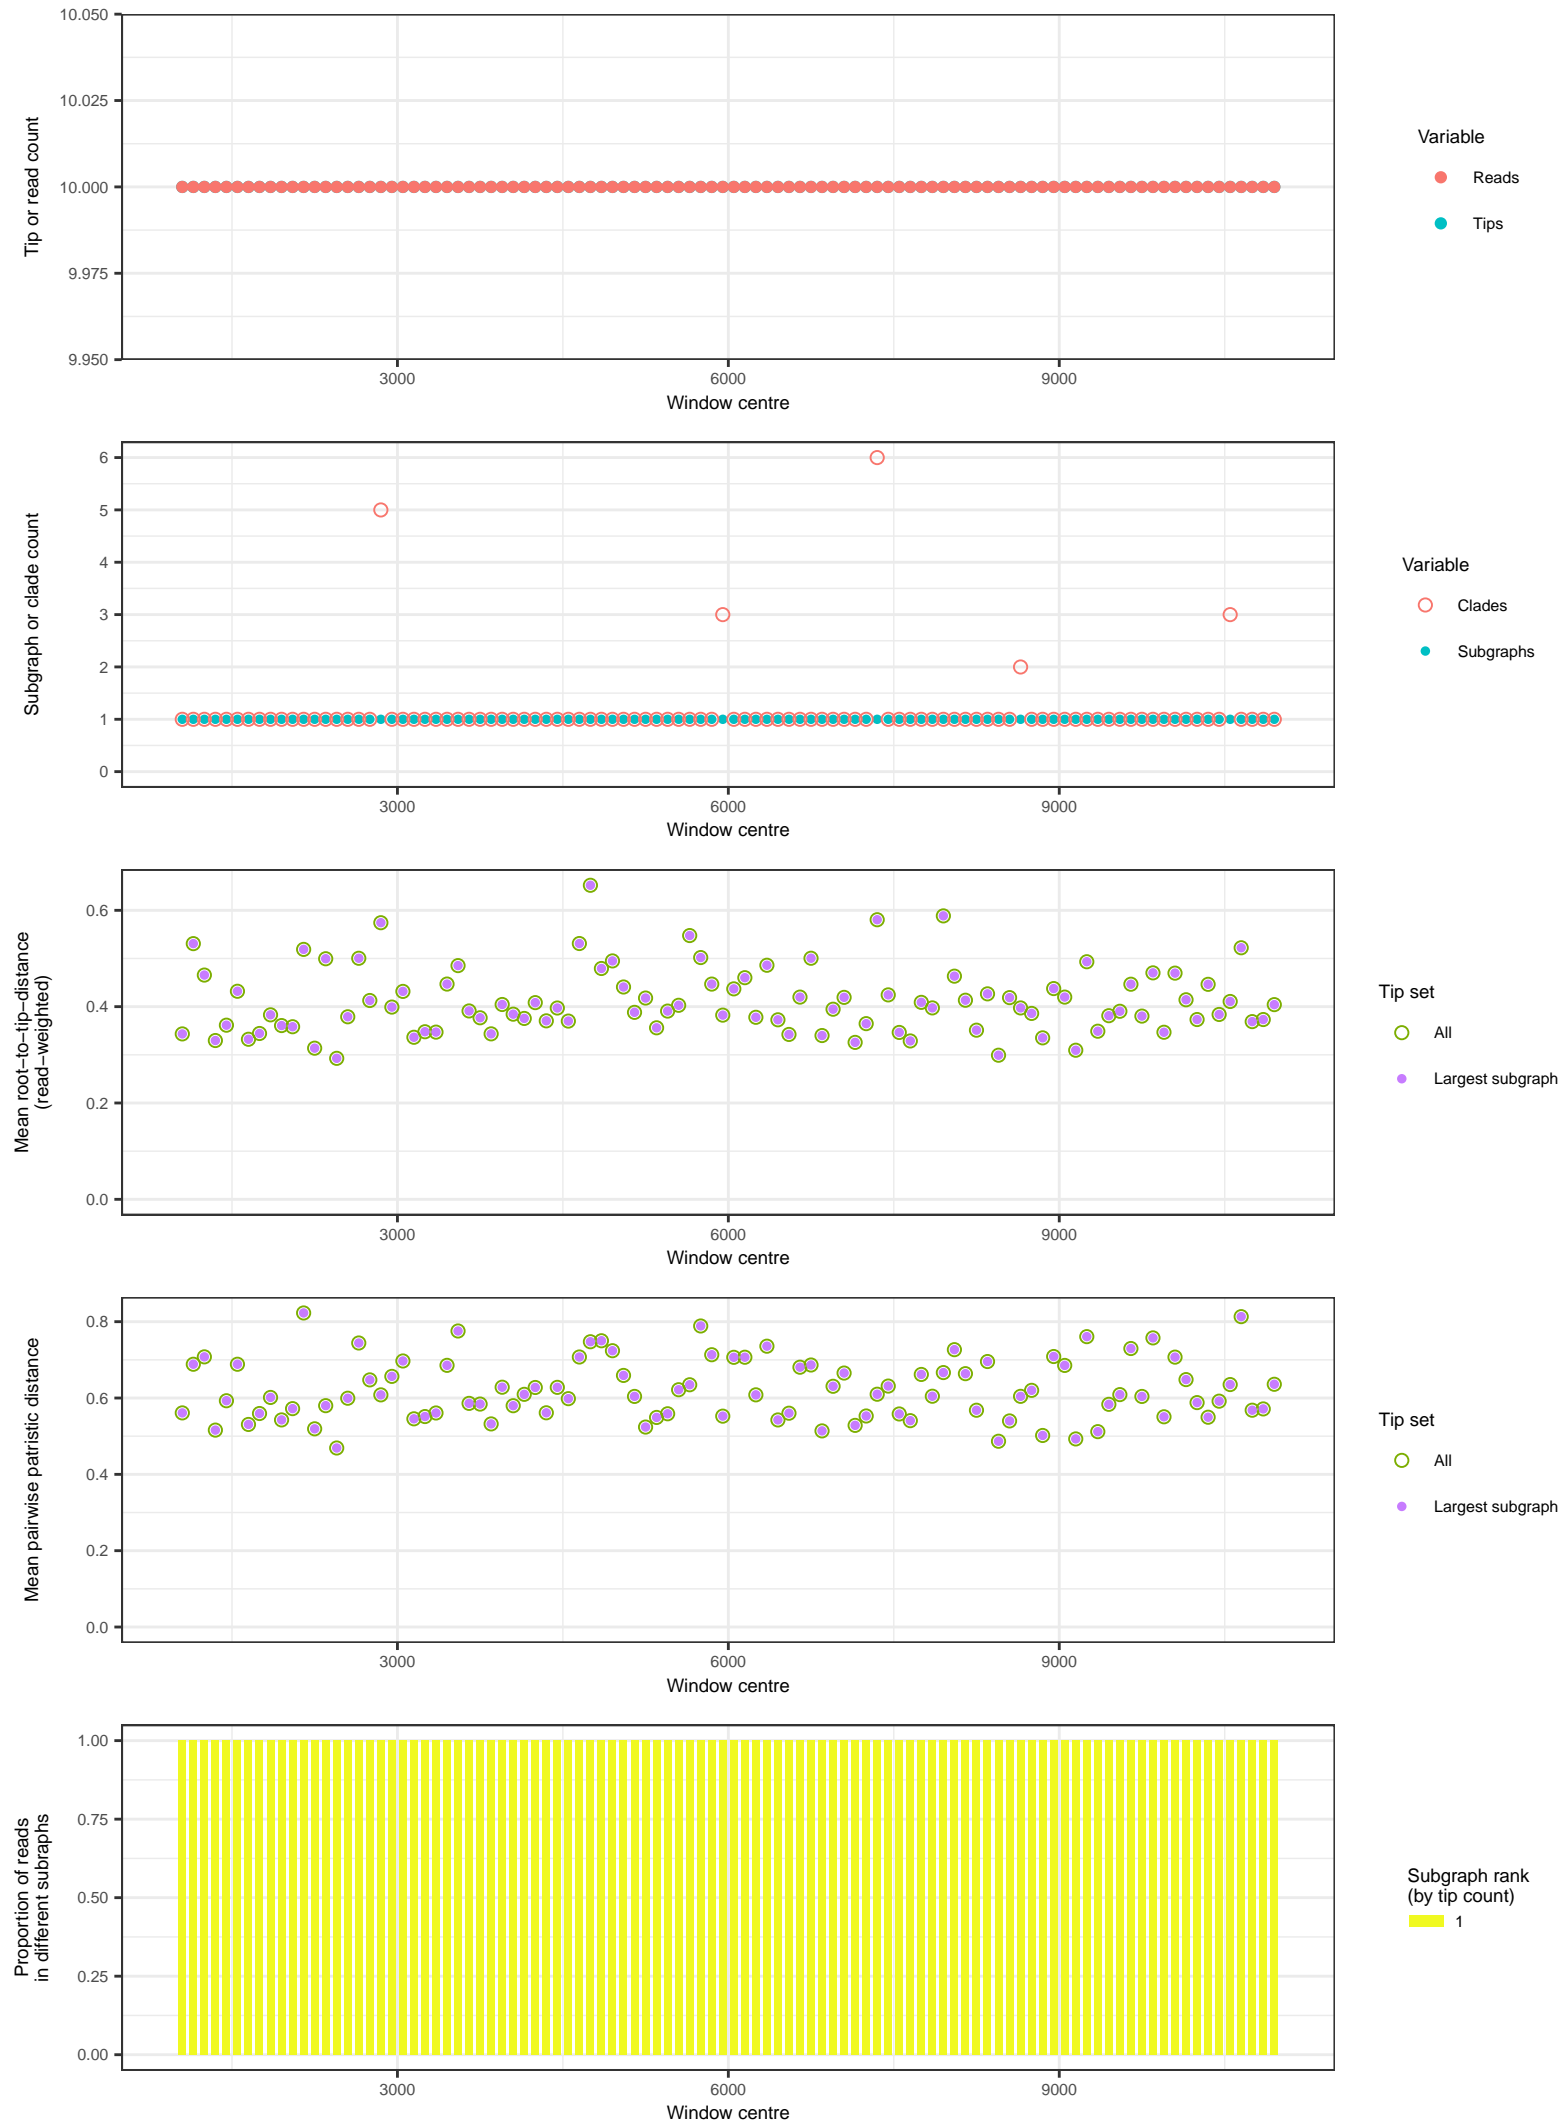 10.050
10.025
10.000
9.975
9.950
Tip or read count
3000
6000
9000
Window centre
Variable
Reads
Tips
6
5
4
3
2
1
0
Subgraph or clade count
3000
6000
9000
Window centre
Variable
Clades
Subgraphs
0.6
0.4
0.2
0.0
Mean root−to−tip−distance
(read−weighted)
3000
6000
9000
Window centre
Tip set
All
Largest subgraph
0.8
0.6
0.4
0.2
0.0
Mean pairwise patristic distance
3000
6000
9000
Window centre
Tip set
All
Largest subgraph
1.00
0.75
0.50
0.25
0.00
Proportion of reads
in different subraphs
3000
6000
9000
Window centre
Subgraph rank
(by tip count)
1